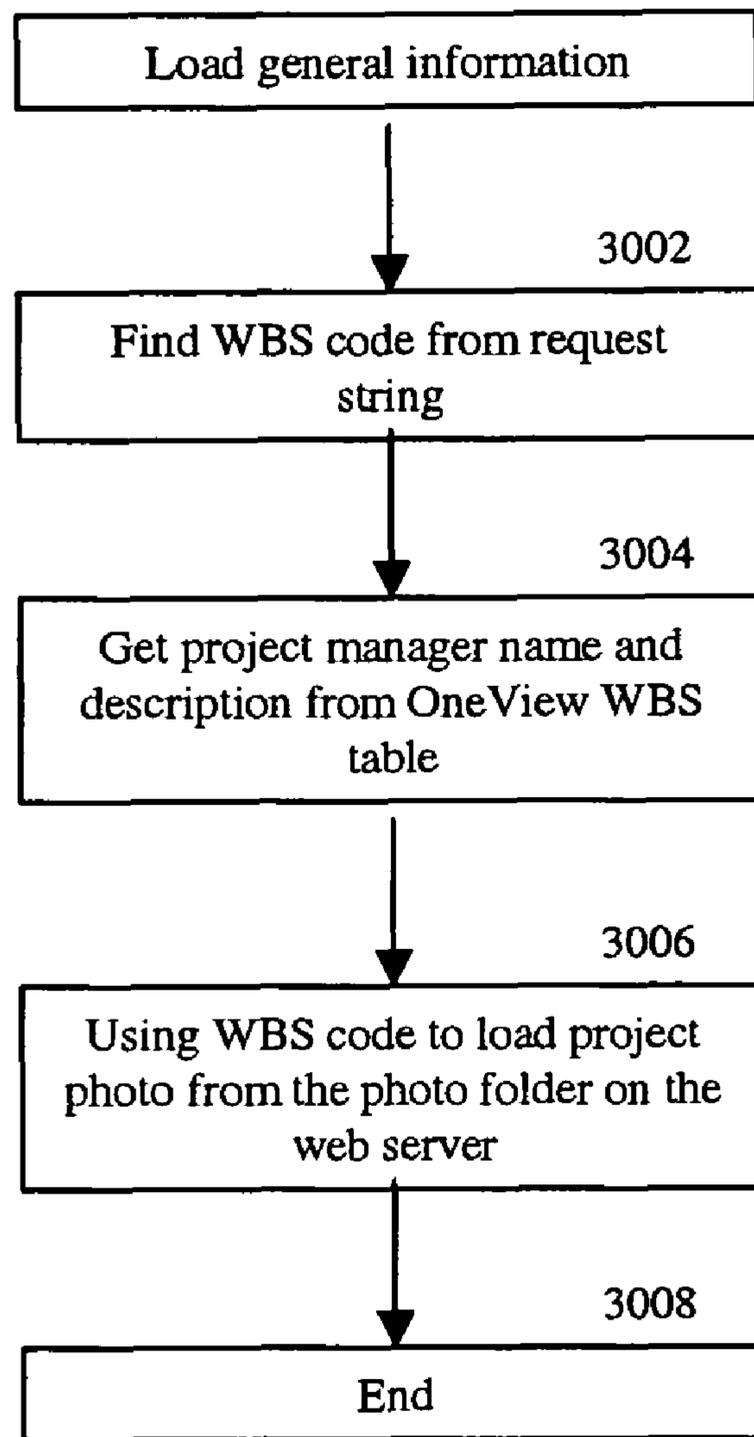 Load general information
3002
Find WBS code from request
string
3004
Get project manager name and
description from OneView WBS
table
3006
Using WBS code to load project
photo from the photo folder on the
web server
3008
End